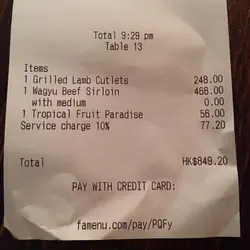 Total 9:29 pm
Table 13
Items
1 Grilled Lamb Cutlets 248.00
1 Wagyu Beef Sirloin 468.00
with medium 0.00
1 Tropical Fruit Paradise 56.00
Service charge 10% 77.20
Total HK$849.20
PAY WITH CREDIT CARD:
famenu.com/pay/PQFy